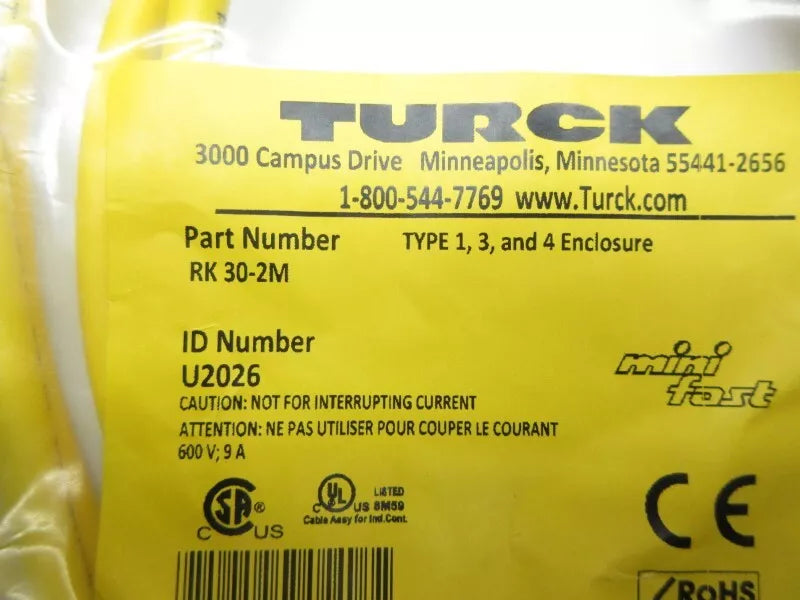 TURCK
3000 Campus Drive Minneapolis, Minnesota 55441-2656
1-800-544-7769 www.Turck.com
Part Number TYPE 1, 3, and 4 Enclosure
RK 30-2M
ID Number
U2026
mini
fast
CAUTION: NOT FOR INTERRUPTING CURRENT
ATTENTION: NE PAS UTILISER POUR COUPER LE COURANT
600 V; 9 A
C SA ® US
C UL US LISTED 8M59
Cable Assy for Ind.Cont.
CE
RoHS